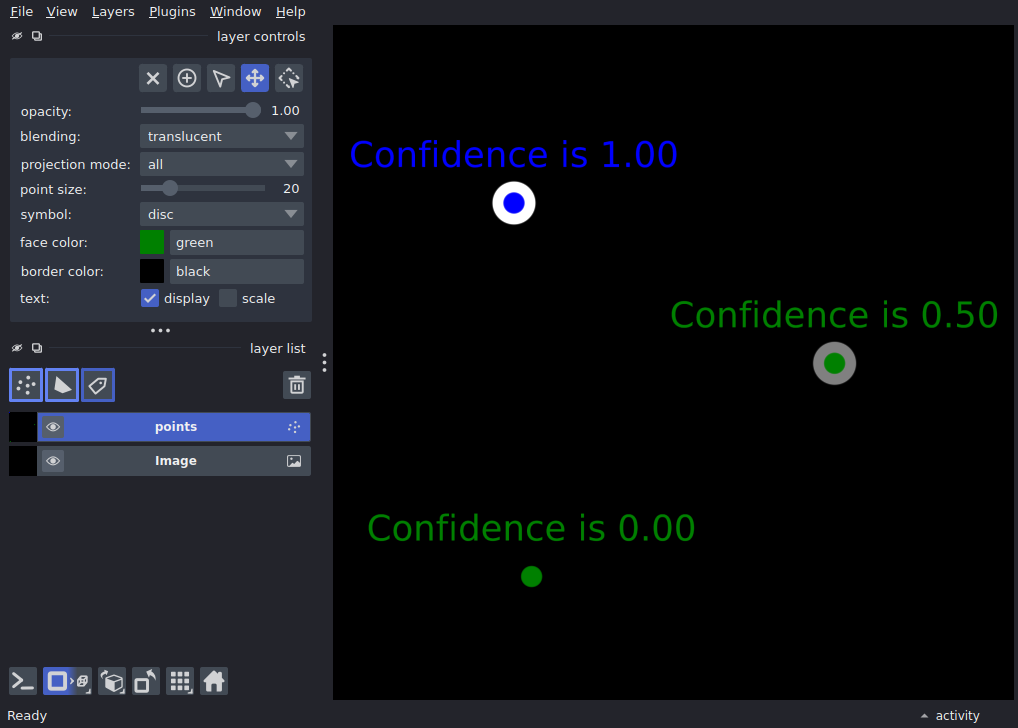 File View Layers Plugins Window Help
layer controls
opacity: 1.00
blending: translucent
projection mode: all
point size: 20
symbol: disc
face color: green
border color: black
text: display scale
layer list
points
Image
Ready
Confidence is 1.00
Confidence is 0.50
Confidence is 0.00
activity